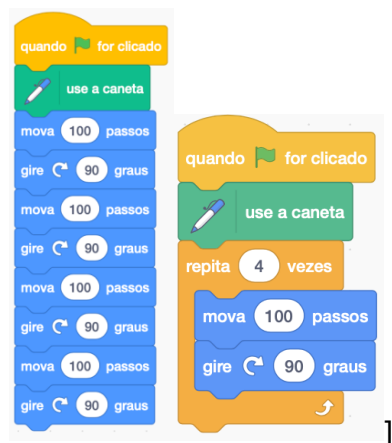 quando for clicado
use a caneta
mova 100 passos
gire 90 graus
mova 100 passos
gire 90 graus
mova 100 passos
gire 90 graus
mova 100 passos
gire 90 graus
quando for clicado
use a caneta
repita 4 vezes
mova 100 passos
gire 90 graus